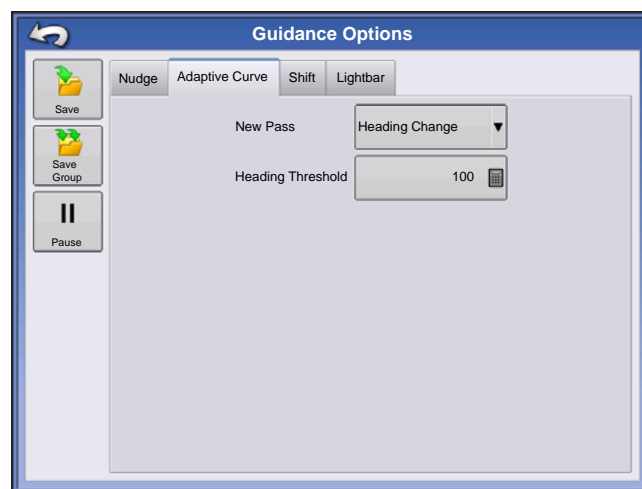 Guidance Options
Save
Save
Group
Pause
Nudge
Adaptive Curve
Shift
Lightbar
New Pass
Heading Change
Heading Threshold
100